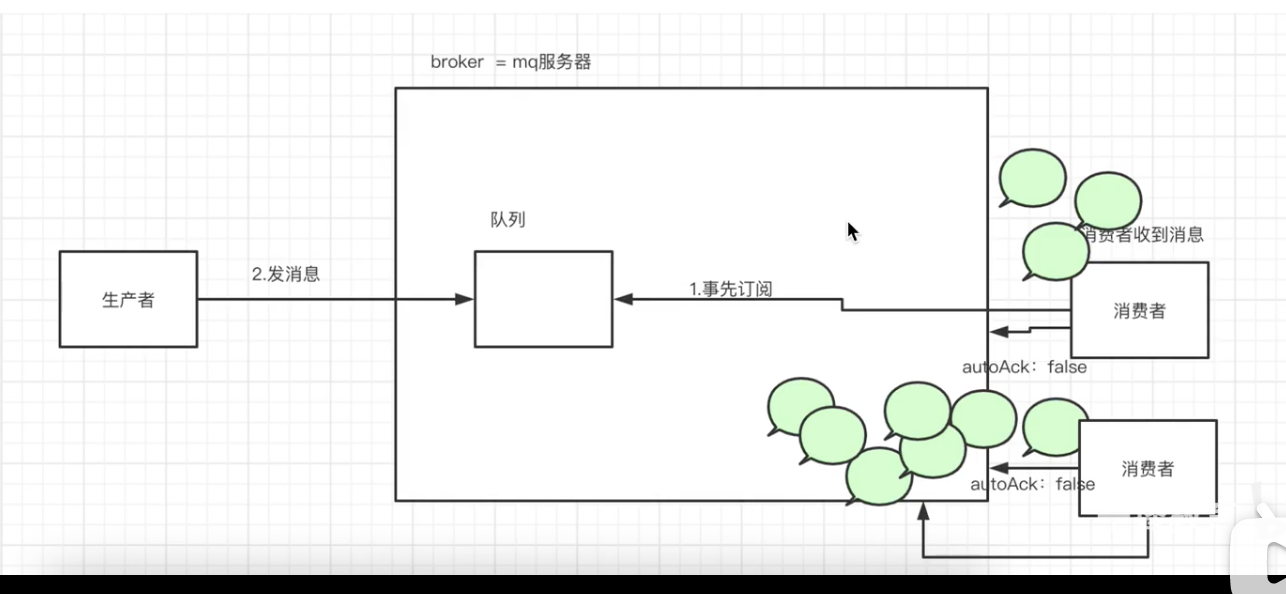 broker = mq服务器
队列
消费者收到消息
2.发消息
1.事先订阅
生产者
消费者
autoAck：false
消费者
autoAck：false